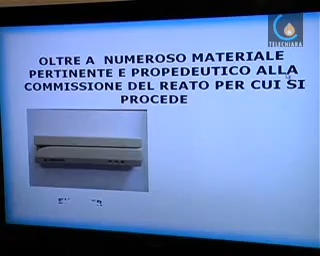 TELECHIARA
OLTRE A NUMEROSO MATERIALE
PERTINENTE E PROPEDEUTICO ALLA
COMMISSIONE DEL REATO PER CUI SI
PROCEDE